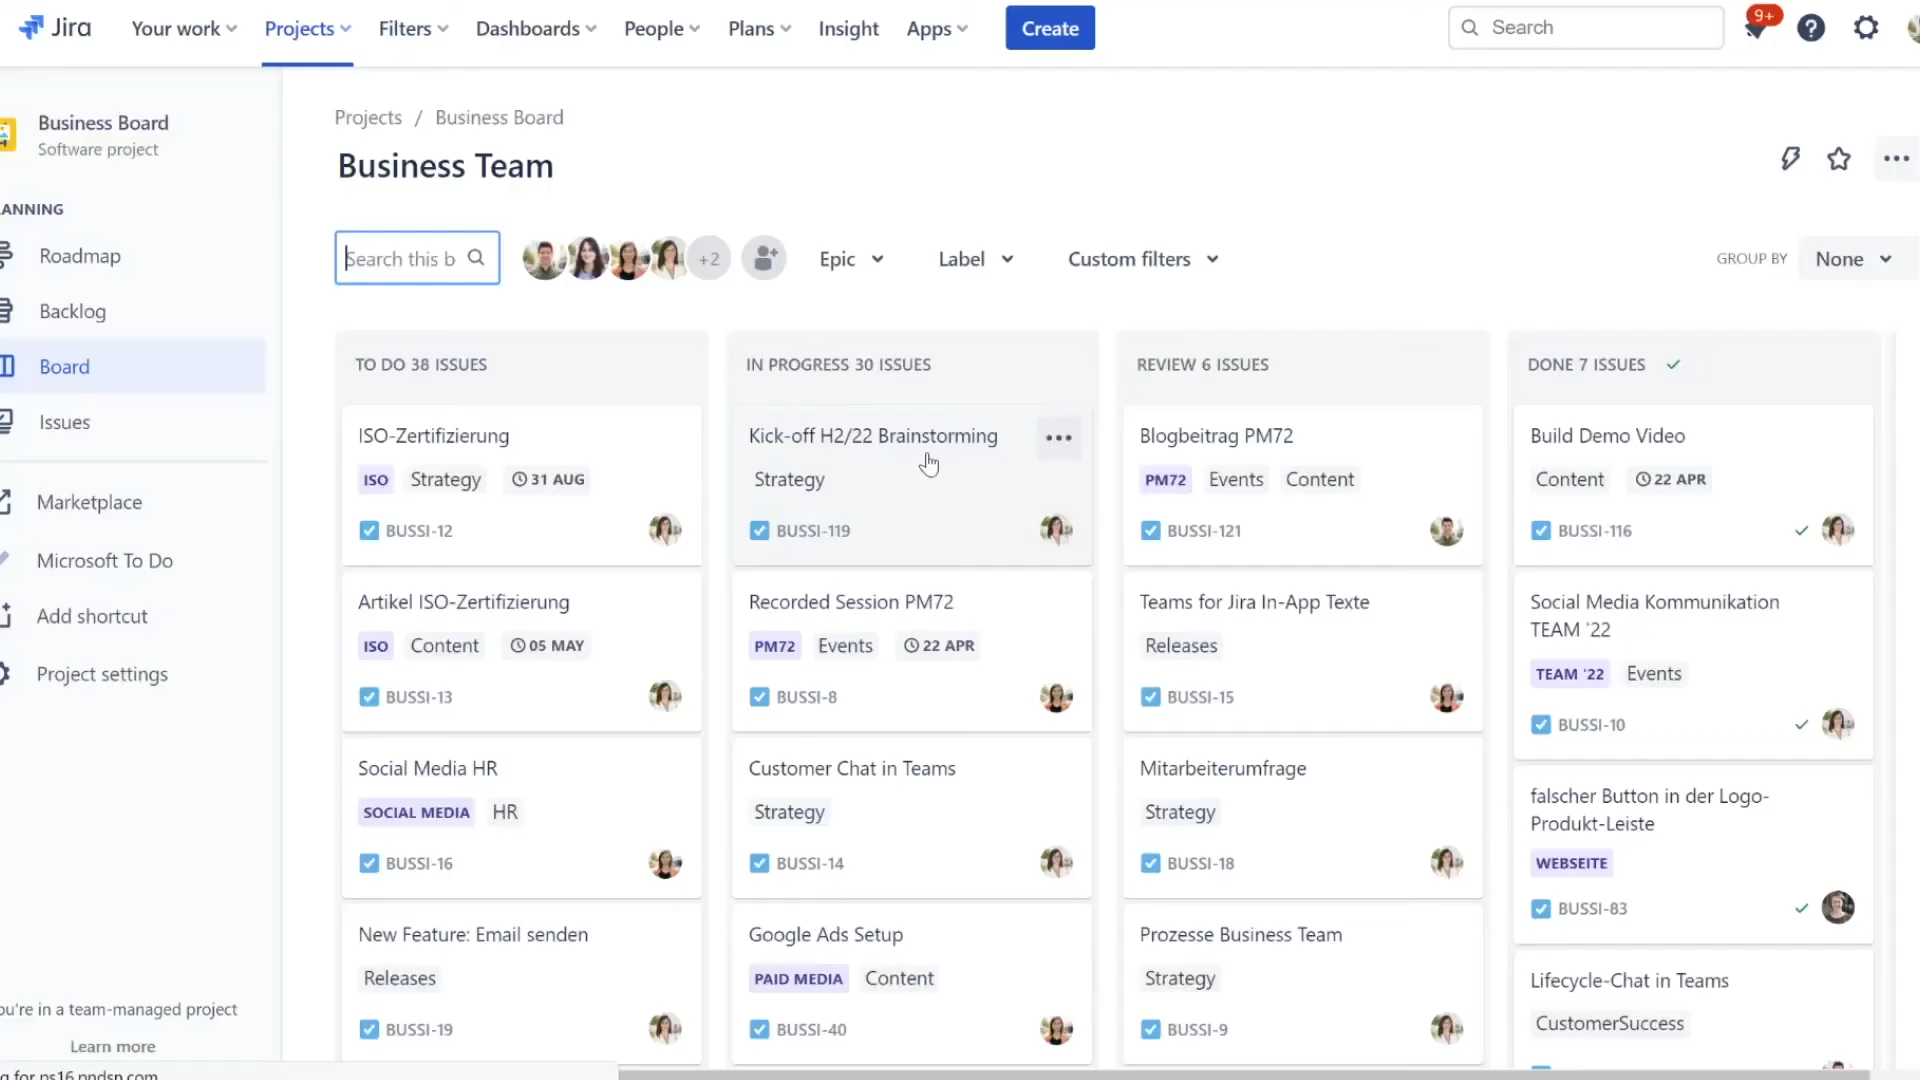 Jira
Your work
Projects
Filters
Dashboards
People
Plans
Insight
Apps
Create
Search
9+
Business Board
Software project
ANNING
Roadmap
Backlog
Board
Issues
Marketplace
Microsoft To Do
Add shortcut
Project settings
ou're in a team-managed project
Learn more
Projects / Business Board
Business Team
Search this b
+2
Epic
Label
Custom filters
GROUP BY
None
TO DO 38 ISSUES
ISO-Zertifizierung
ISO Strategy 31 AUG
BUSSI-12
Artikel ISO-Zertifizierung
ISO Content 05 MAY
BUSSI-13
Social Media HR
SOCIAL MEDIA HR
BUSSI-16
New Feature: Email senden
Releases
BUSSI-19
IN PROGRESS 30 ISSUES
Kick-off H2/22 Brainstorming
Strategy
BUSSI-119
Recorded Session PM72
PM72 Events 22 APR
BUSSI-8
Customer Chat in Teams
Strategy
BUSSI-14
Google Ads Setup
PAID MEDIA Content
BUSSI-40
REVIEW 6 ISSUES
Blogbeitrag PM72
PM72 Events Content
BUSSI-121
Teams for Jira In-App Texte
Releases
BUSSI-15
Mitarbeiterumfrage
Strategy
BUSSI-18
Prozesse Business Team
Strategy
BUSSI-9
DONE 7 ISSUES
Build Demo Video
Content 22 APR
BUSSI-116
Social Media Kommunikation
TEAM '22
TEAM '22 Events
BUSSI-10
falscher Button in der Logo-
Produkt-Leiste
WEBSEITE
BUSSI-83
Lifecycle-Chat in Teams
CustomerSuccess